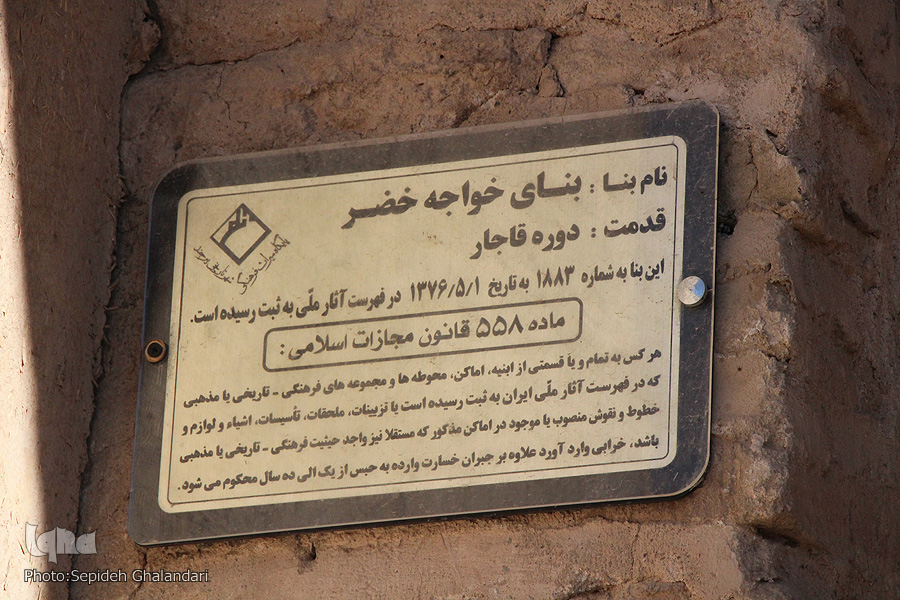 نام بنا : بنای خواجه خضر
قدمت : دوره قاجار
این بنا به شماره ۱۸۸۳ به تاریخ ۱۳۷۶/۵/۱ در فهرست آثار ملّی به ثبت رسیده است.
ماده ۵۵۸ قانون مجازات اسلامی :
هر کس به تمام و یا قسمتی از ابنیه، اماکن، محوطه ها و مجموعه های فرهنگی - تاریخی یا مذهبی
که در فهرست آثار ملّی ایران به ثبت رسیده است یا تزیینات، ملحقات، تأسیسات، اشیاء و لوازم و
خطوط و نقوش منصوب یا موجود در اماکن مذکور که مستقلا نیز واجد حیثیت فرهنگی - تاریخی یا مذهبی
باشد، خرابی وارد آورد علاوه بر جبران خسارت وارده به حبس از یک الی ده سال محکوم می شود.
iqna
Photo:Sepideh Ghalandari